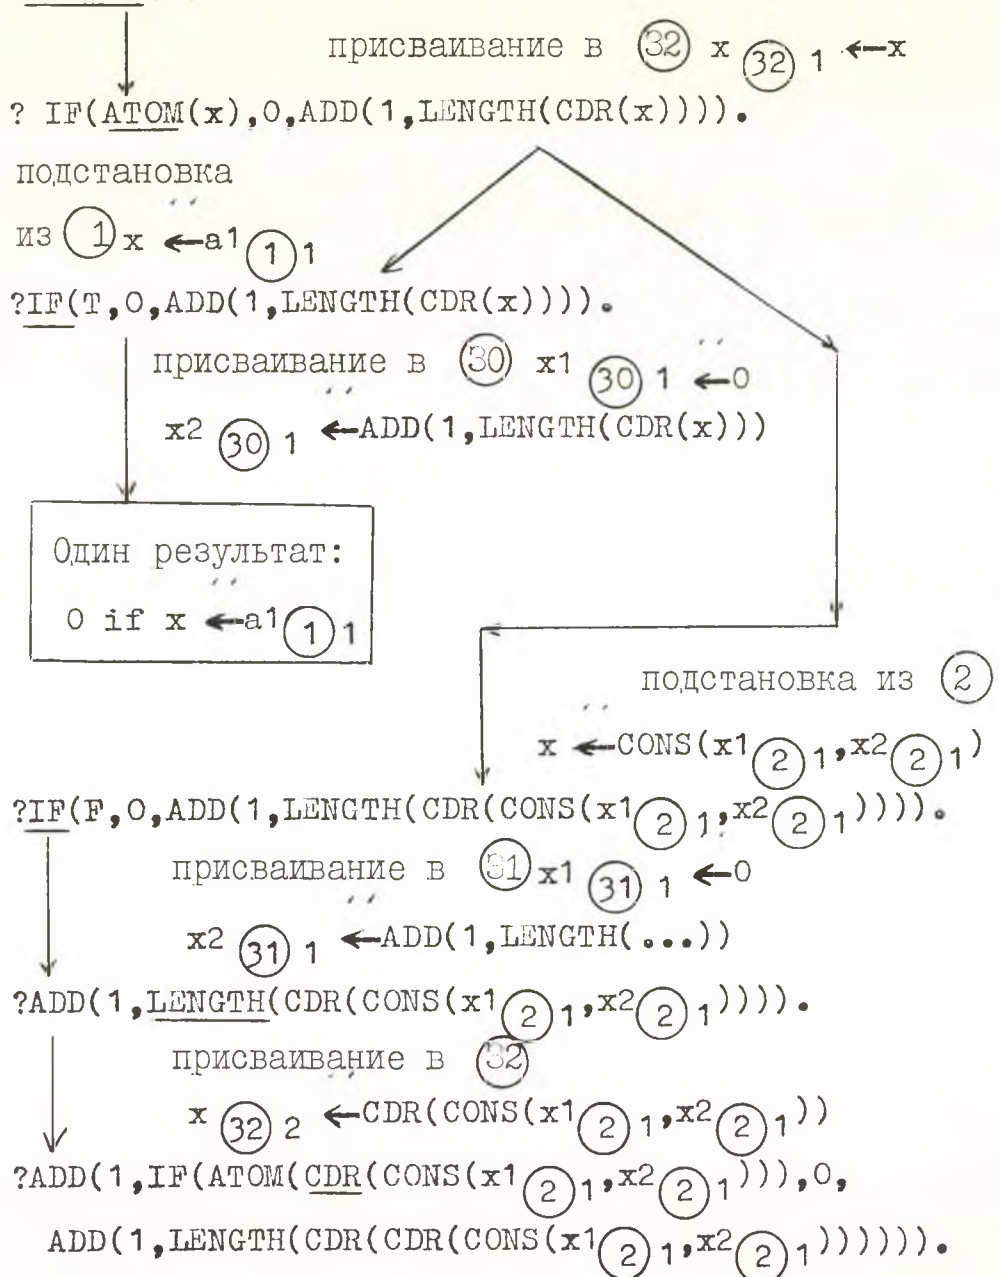 присваивание в (32) x (32) 1 ←x
? IF(ATOM(x),0,ADD(1,LENGTH(CDR(x)))).
подстановка
из (1) x ←a1 (1) 1
?IF(T,0,ADD(1,LENGTH(CDR(x)))).
присваивание в (30) x1 (30) 1 ←0
x2 (30) 1 ←ADD(1,LENGTH(CDR(x)))
Один результат:
0 if x ←a1 (1) 1
подстановка из (2)
x ←CONS(x1 (2) 1,x2 (2) 1)
?IF(F,0,ADD(1,LENGTH(CDR(CONS(x1 (2) 1,x2 (2) 1))))).
присваивание в (31) x1 (31) 1 ←0
x2 (31) 1 ←ADD(1,LENGTH(...))
?ADD(1,LENGTH(CDR(CONS(x1 (2) 1,x2 (2) 1)))).
присваивание в (32)
x (32) 2 ←CDR(CONS(x1 (2) 1,x2 (2) 1))
?ADD(1,IF(ATOM(CDR(CONS(x1 (2) 1,x2 (2) 1))),0,
ADD(1,LENGTH(CDR(CDR(CONS(x1 (2) 1,x2 (2) 1)))))).